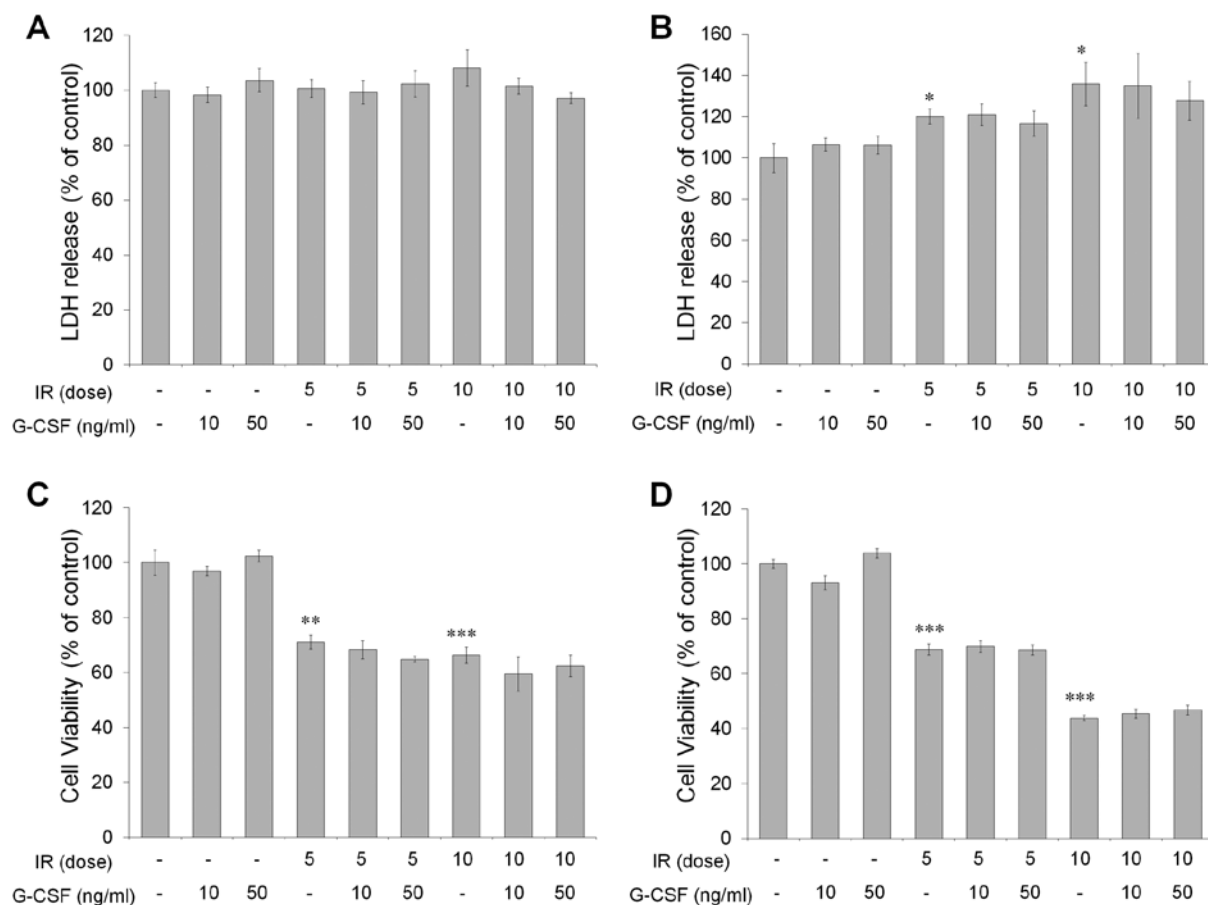 A
LDH release (% of control)
120
100
80
60
40
20
0
IR (dose) - - - 5 5 5 10 10 10
G-CSF (ng/ml) - 10 50 - 10 50 - 10 50
B
LDH release (% of control)
160
140
120
100
80
60
40
20
0
* *
IR (dose) - - - 5 5 5 10 10 10
G-CSF (ng/ml) - 10 50 - 10 50 - 10 50
C
Cell Viability (% of control)
120
100
80
60
40
20
0
** ***
IR (dose) - - - 5 5 5 10 10 10
G-CSF (ng/ml) - 10 50 - 10 50 - 10 50
D
Cell Viability (% of control)
120
100
80
60
40
20
0
*** ***
IR (dose) - - - 5 5 5 10 10 10
G-CSF (ng/ml) - 10 50 - 10 50 - 10 50